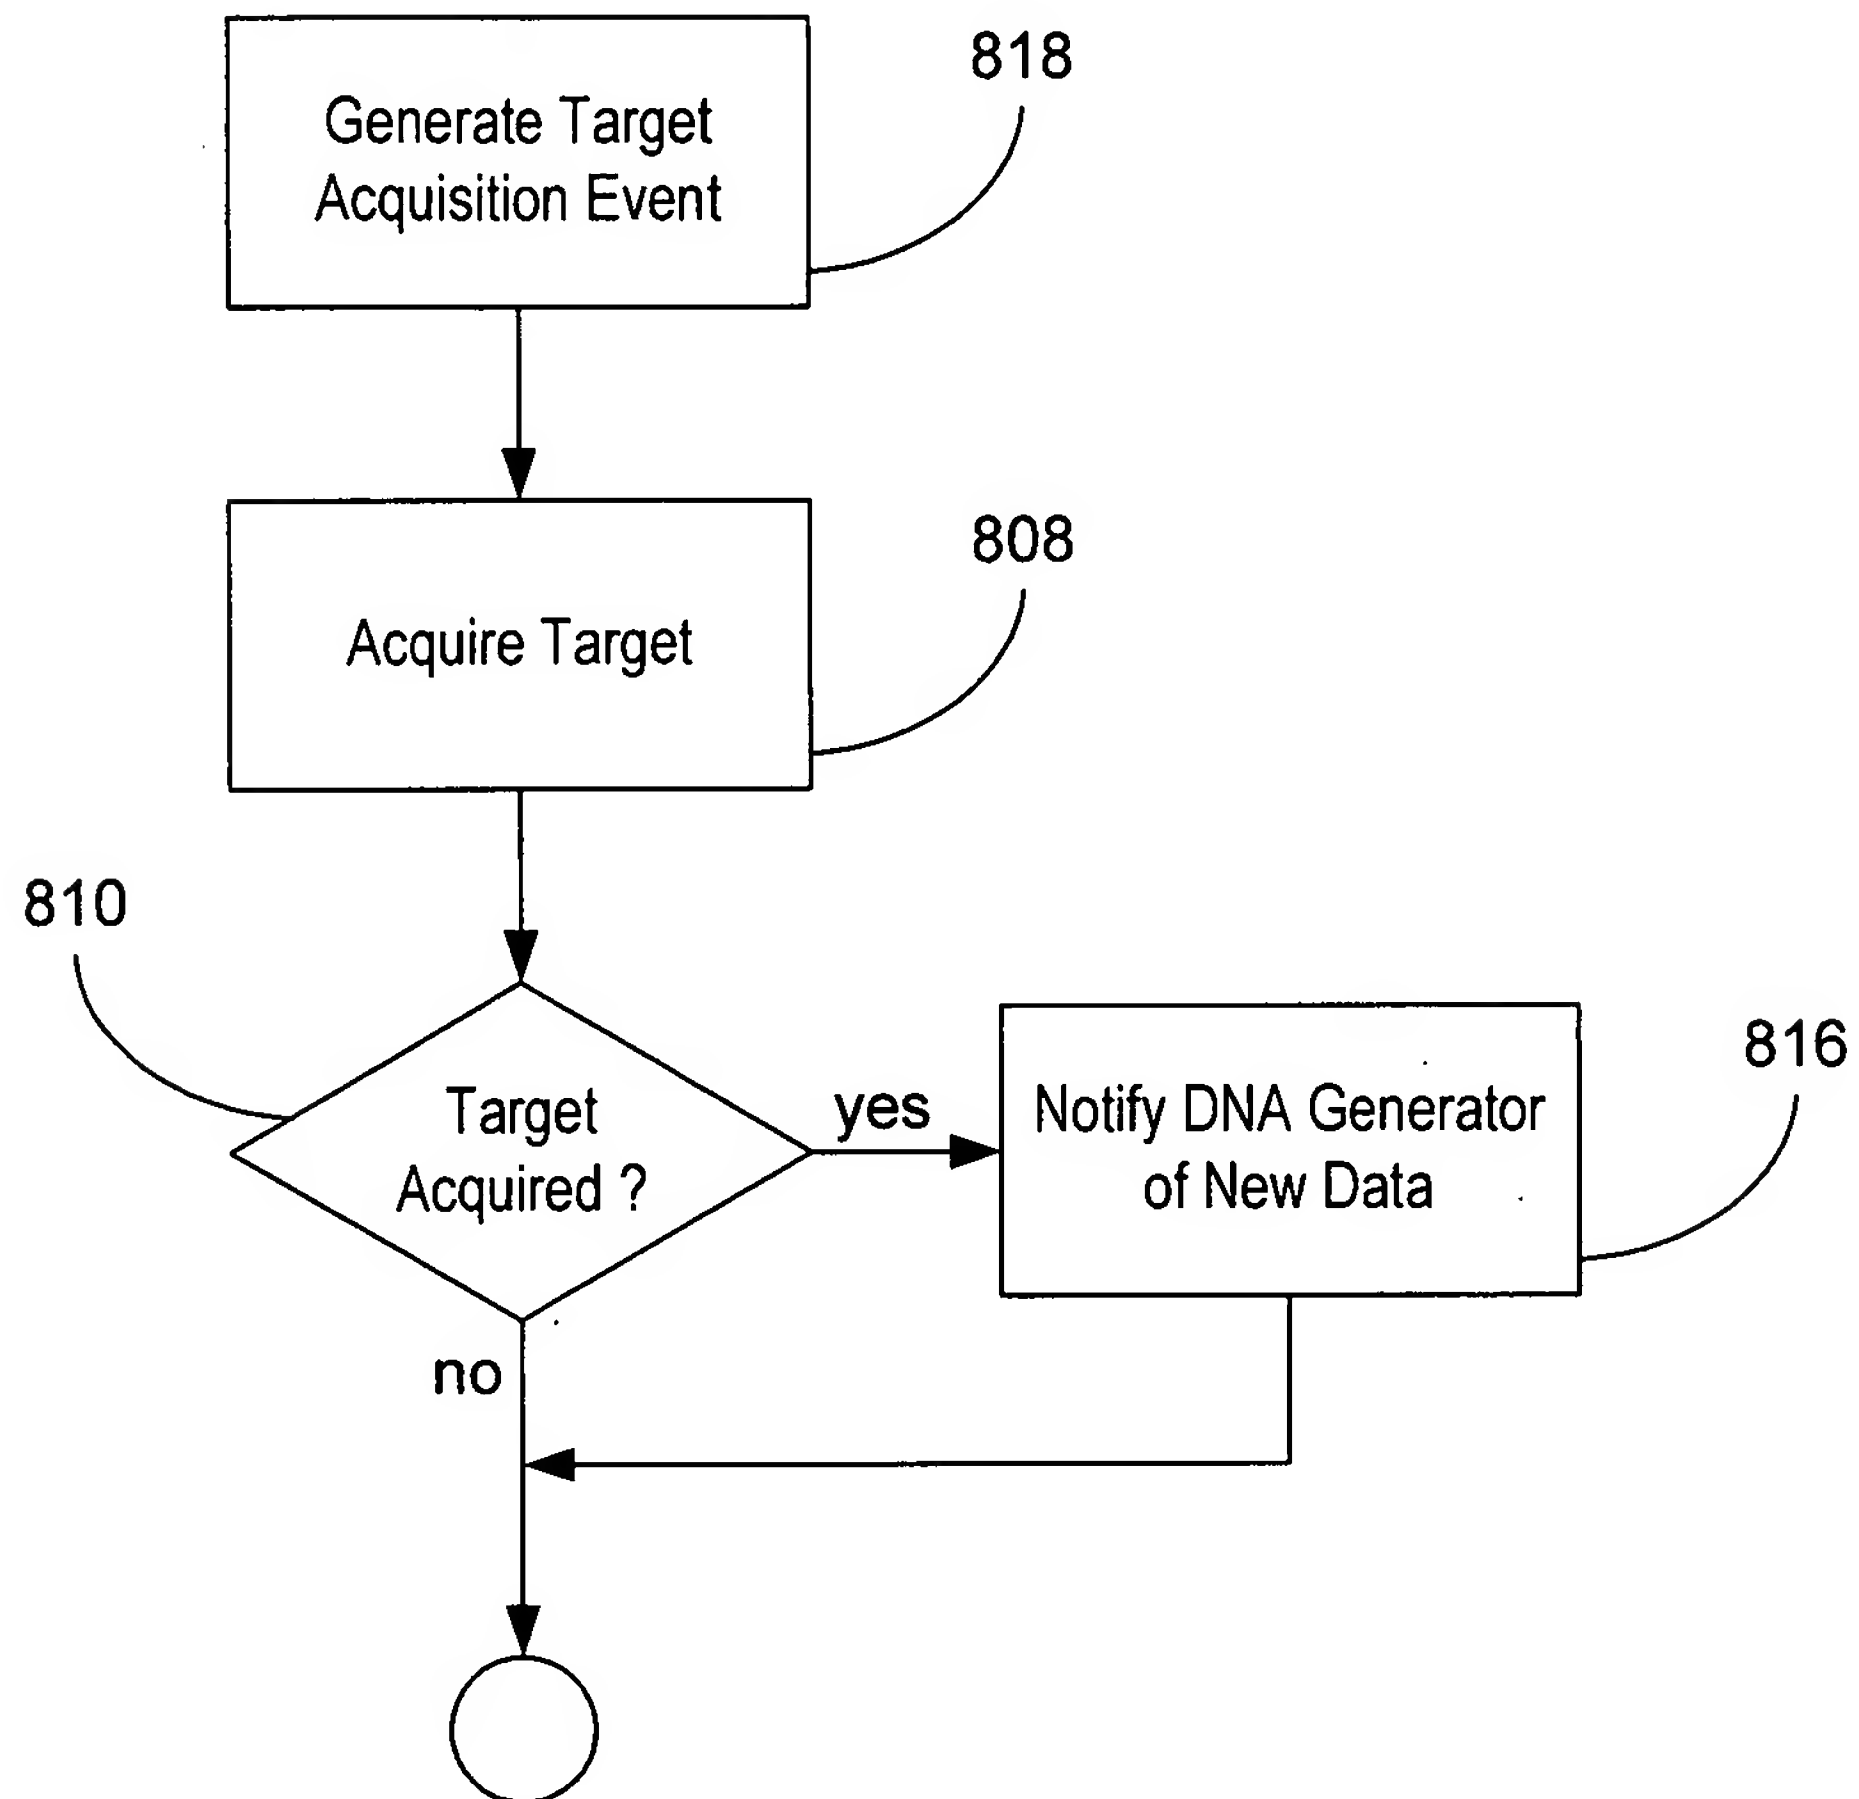 818
Generate Target
Acquisition Event
808
Acquire Target
810
Target
Acquired ?
yes
816
Notify DNA Generator
of New Data
no